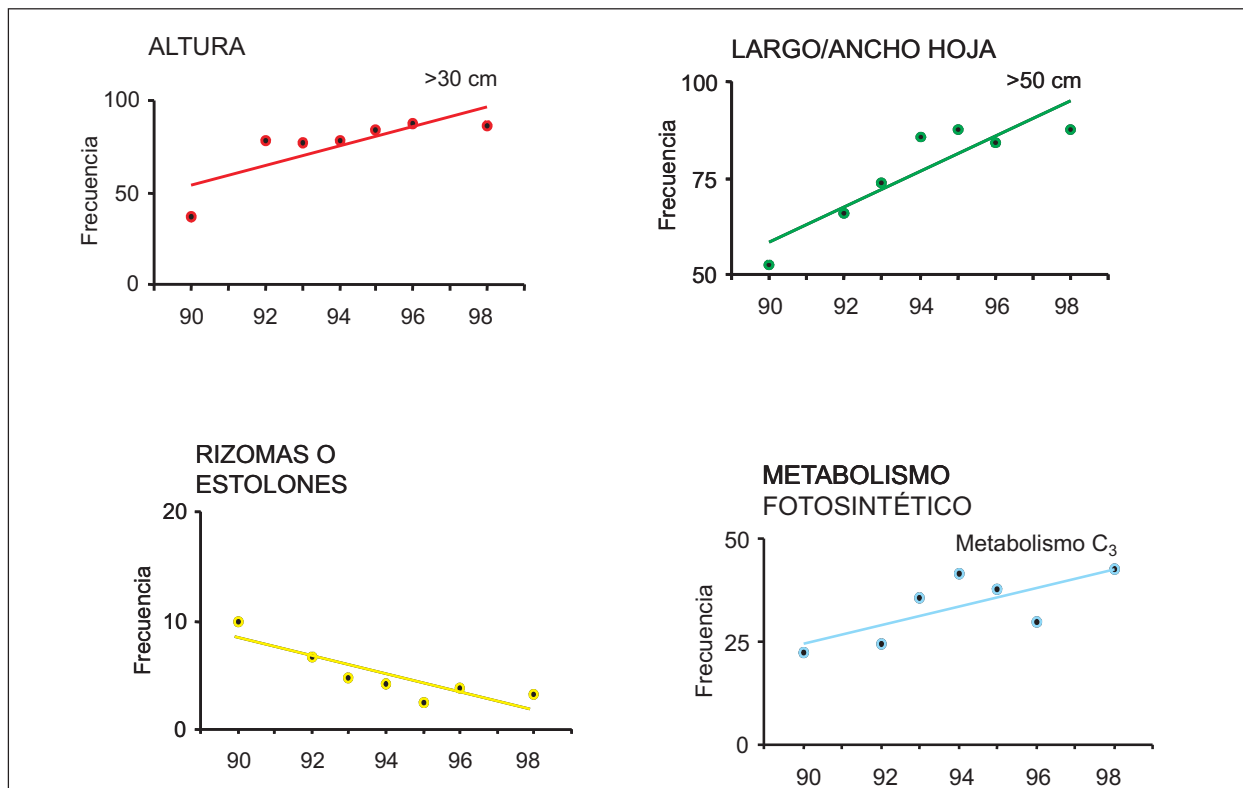 ALTURA
>30 cm
Frecuencia
100
50
0
90 92 94 96 98
LARGO/ANCHO HOJA
>50 cm
Frecuencia
100
75
50
90 92 94 96 98
RIZOMAS O
ESTOLONES
Frecuencia
20
10
0
90 92 94 96 98
METABOLISMO
FOTOSINTÉTICO
Metabolismo C₃
Frecuencia
50
25
0
90 92 94 96 98